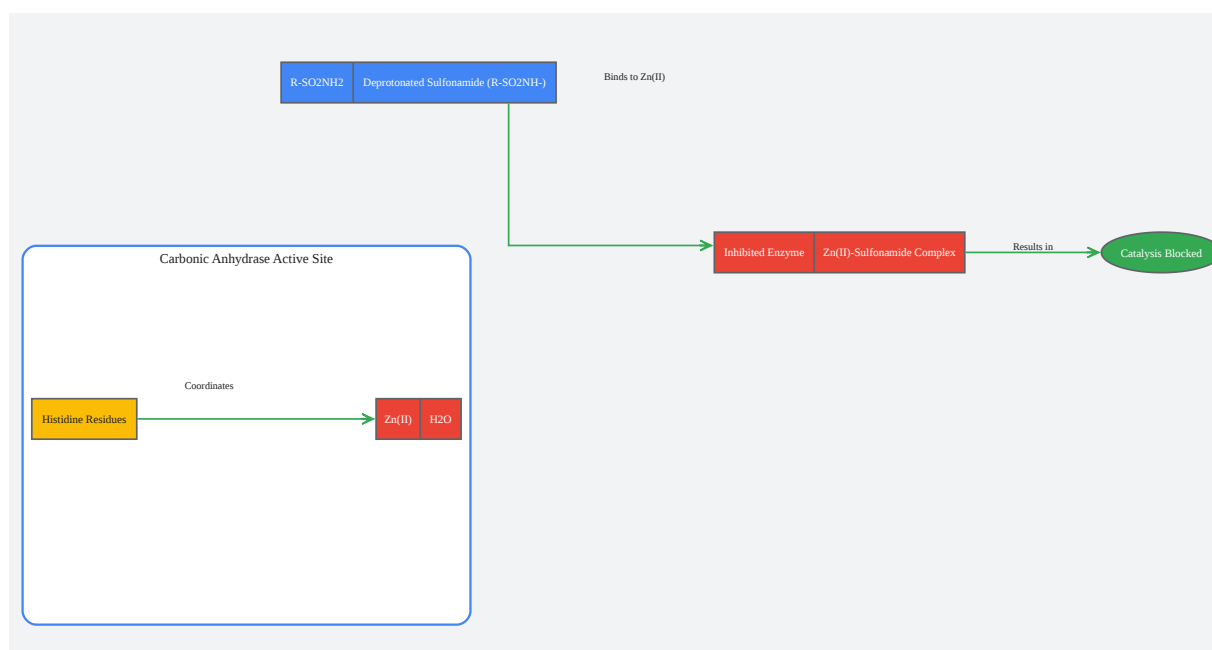 R-SO2NH2
Deprotonated Sulfonamide (R-SO2NH-)
Binds to Zn(II)
Inhibited Enzyme
Zn(II)-Sulfonamide Complex
Results in
Catalysis Blocked
Carbonic Anhydrase Active Site
Coordinates
Histidine Residues
Zn(II)
H2O